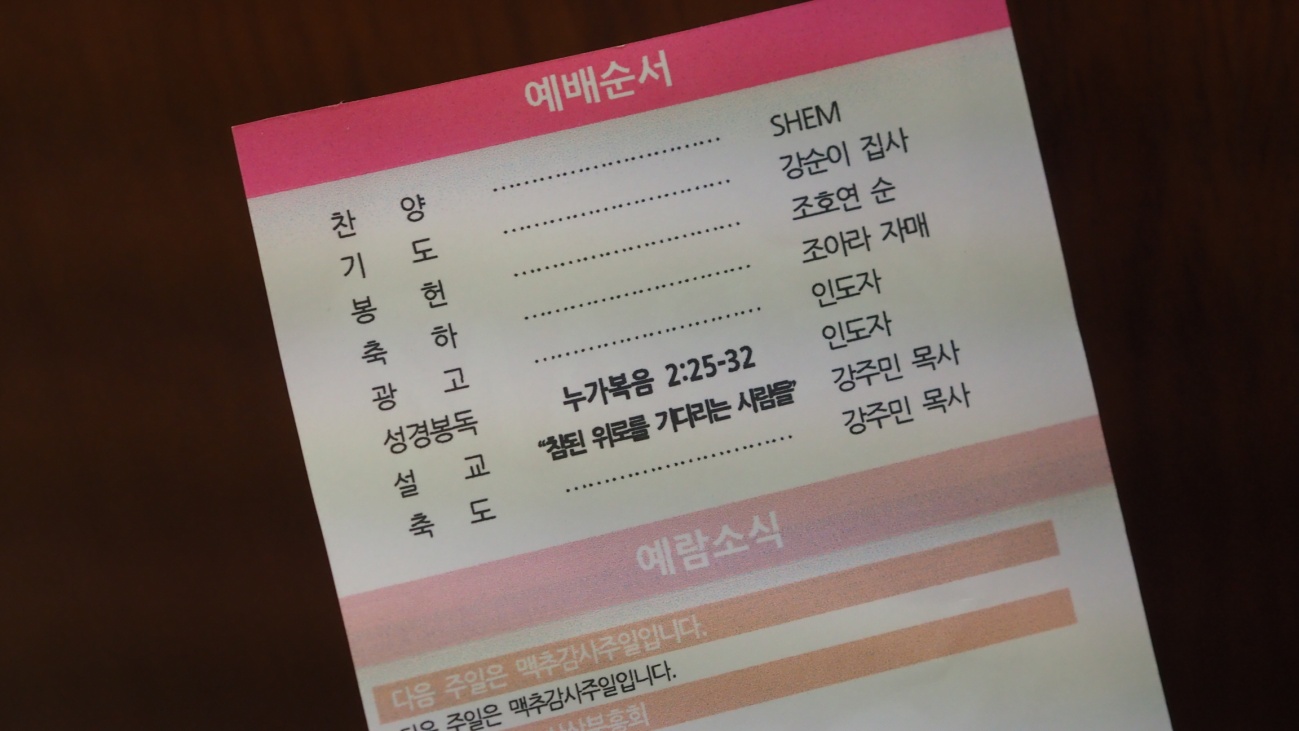 예배순서
찬 양 ........................................ SHEM
기 도 ........................................ 강순이 집사
봉 헌 ........................................ 조호연 순
축 하 ........................................ 조아라 자매
광 고 ........................................ 인도자
성경봉독 누가복음 2:25-32 인도자
설 교 “참된 위로를 기다리는 사람들” 강주민 목사
축 도 ........................................ 강주민 목사
예람소식
다음 주일은 맥추감사주일입니다.
다음 주일은 맥추감사주일입니다.